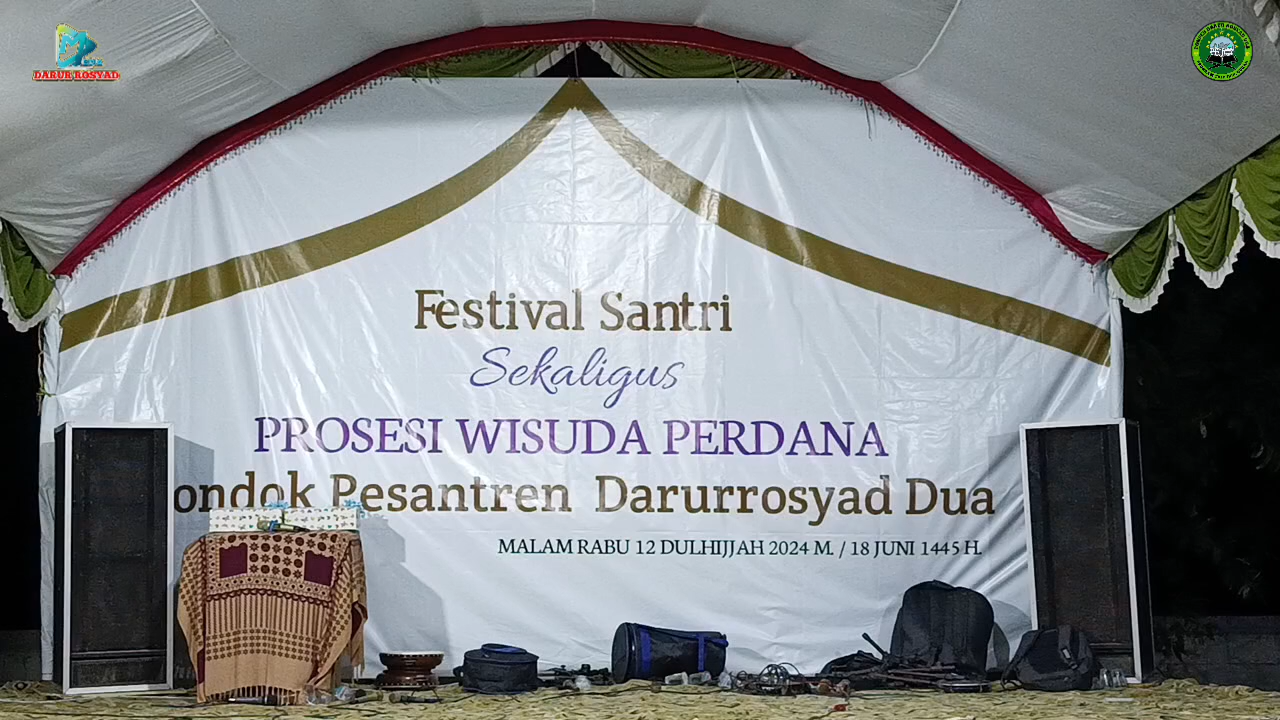 DARUR ROSYAD
Festival Santri
Sekaligus
PROSESI WISUDA PERDANA
ondok Pesantren Darurrosyad Dua
MALAM RABU 12 DULHIJJAH 2024 M. / 18 JUNI 1445 H.